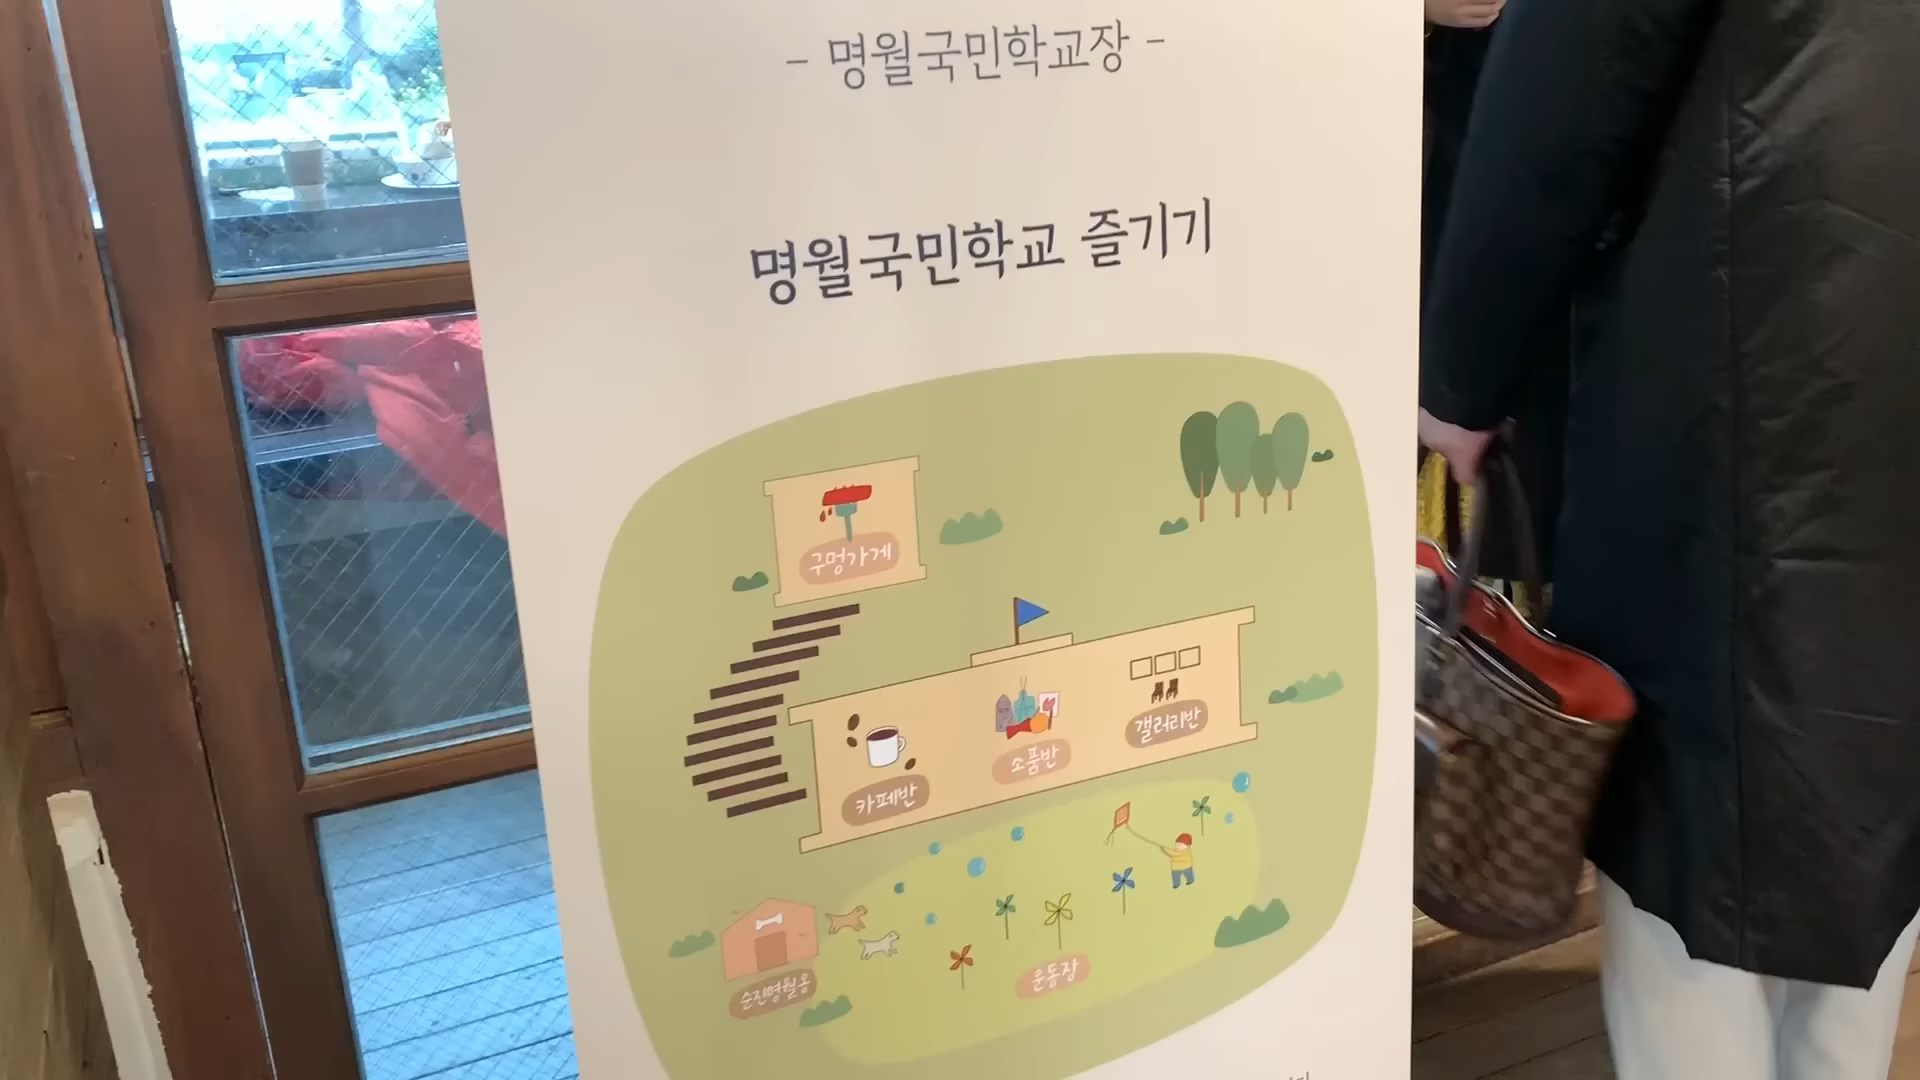 - 명월국민학교장 -
명월국민학교 즐기기
구멍가게
갤러리반
소품반
카페반
운동장
순진명월옹